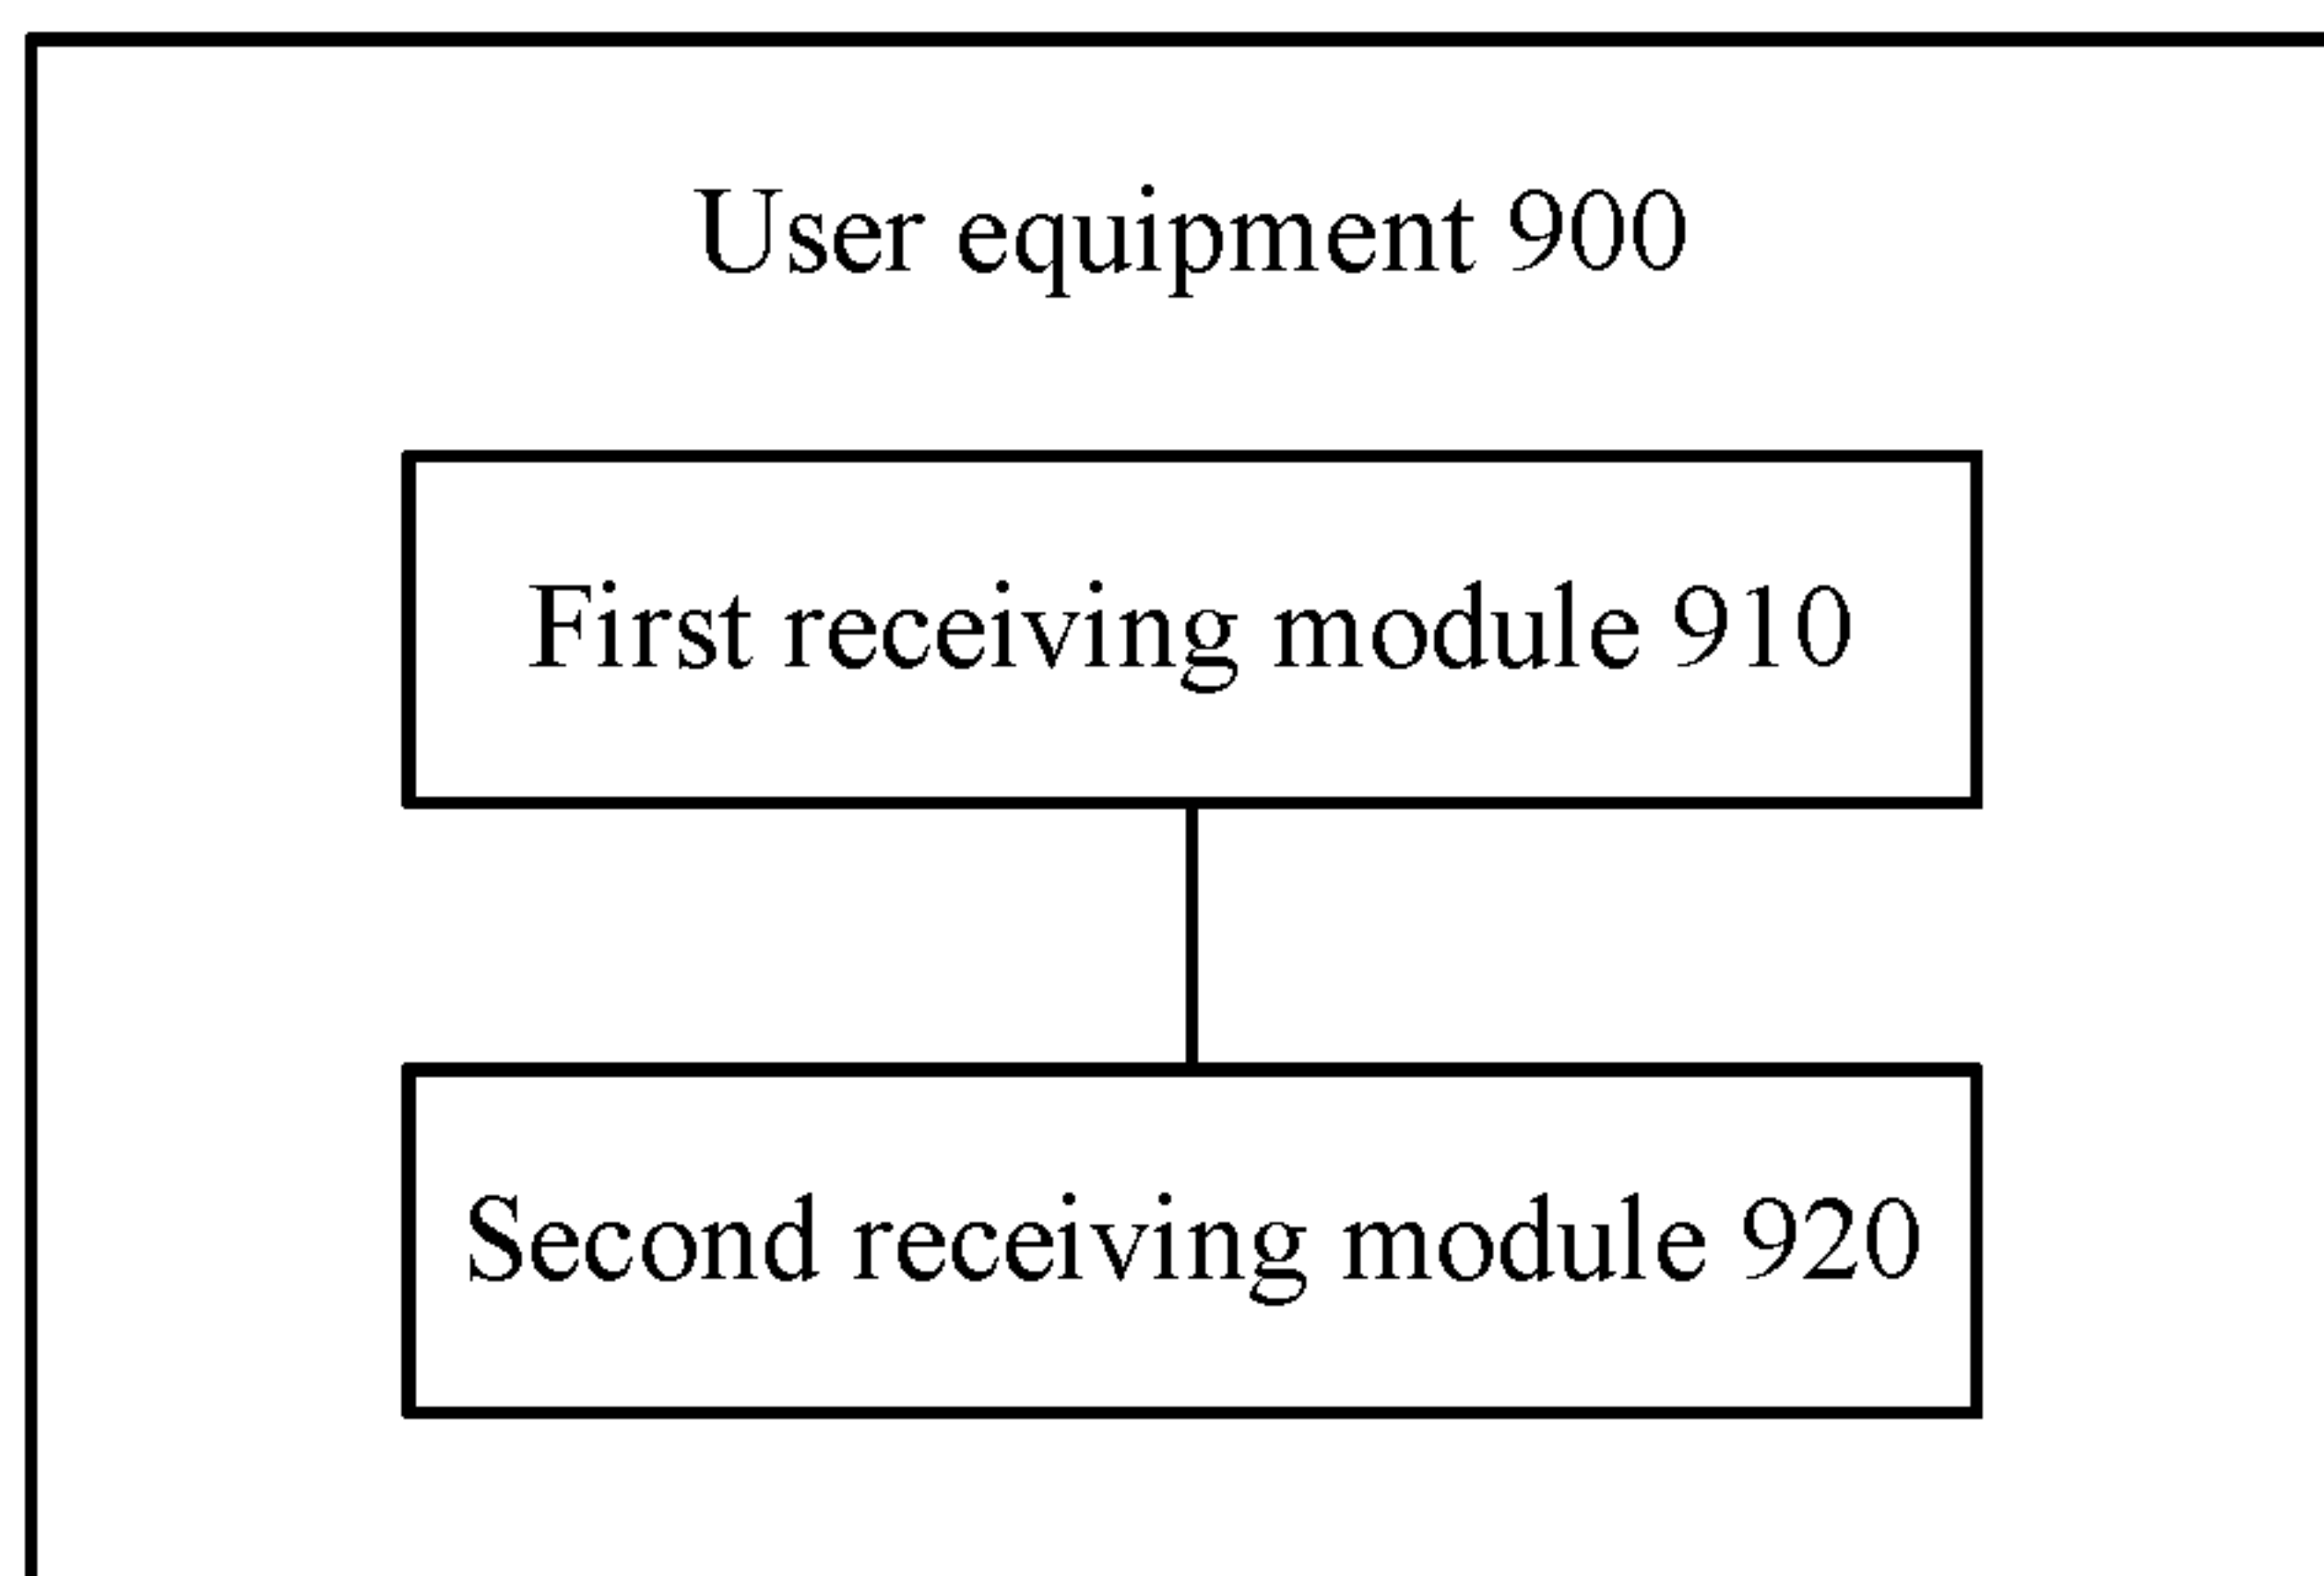 User equipment 900
First receiving module 910
Second receiving module 920